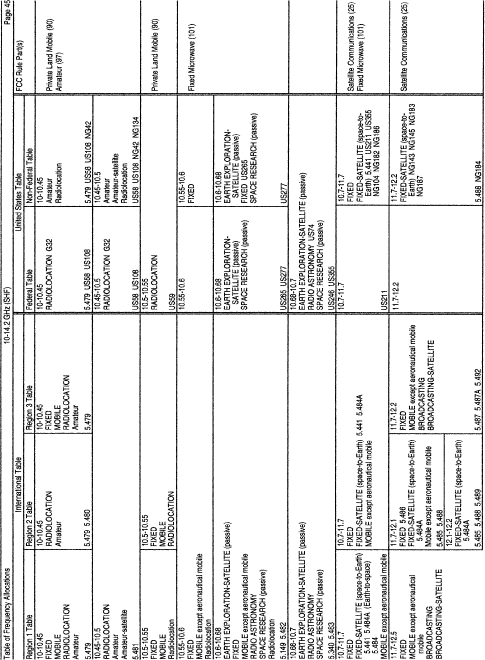 Table of Frequency Allocations
10-14.2 GHz (SHF)
Page 45
International Table
United States Table
FCC Rule Part(s)
Region 1 Table
Region 2 Table
Region 3 Table
Federal Table
Non-Federal Table
10-10.45
FIXED
MOBILE
RADIOLOCATION
Amateur
5.479
10-10.45
RADIOLOCATION
Amateur
5.479 5.480
10-10.45
FIXED
MOBILE
RADIOLOCATION
Amateur
5.479
10-10.45
RADIOLOCATION G32
5.479 US58 US108
10-10.45
Amateur
Radiolocation
5.479 US58 US108 NG42
Private Land Mobile (90)
Amateur (97)
10.45-10.5
RADIOLOCATION
Amateur
Amateur-satellite
5.481
10.45-10.5
RADIOLOCATION G32
US58 US108
10.45-10.5
Amateur
Amateur-satellite
Radiolocation
US58 US108 NG42 NG134
10.5-10.55
FIXED
MOBILE
Radiolocation
10.5-10.55
FIXED
MOBILE
RADIOLOCATION
10.5-10.55
RADIOLOCATION
US59
Private Land Mobile (90)
10.55-10.6
FIXED
MOBILE except aeronautical mobile
Radiolocation
10.55-10.6
10.55-10.6
FIXED
Fixed Microwave (101)
10.6-10.68
EARTH EXPLORATION-SATELLITE (passive)
FIXED
MOBILE except aeronautical mobile
RADIO ASTRONOMY
SPACE RESEARCH (passive)
Radiolocation
5.149 5.482
10.6-10.68
EARTH EXPLORATION-
SATELLITE (passive)
SPACE RESEARCH (passive)
US265 US277
10.6-10.68
EARTH EXPLORATION-
SATELLITE (passive)
FIXED US265
SPACE RESEARCH (passive)
US277
10.68-10.7
EARTH EXPLORATION-SATELLITE (passive)
RADIO ASTRONOMY
SPACE RESEARCH (passive)
5.340 5.483
10.68-10.7
EARTH EXPLORATION-SATELLITE (passive)
RADIO ASTRONOMY US74
SPACE RESEARCH (passive)
US246 US355
10.7-11.7
FIXED
FIXED-SATELLITE (space-to-Earth)
5.441 5.484A (Earth-to-space)
5.484
MOBILE except aeronautical mobile
10.7-11.7
FIXED
FIXED-SATELLITE (space-to-Earth) 5.441 5.484A
MOBILE except aeronautical mobile
10.7-11.7
US211
10.7-11.7
FIXED
FIXED-SATELLITE (space-to-
Earth) 5.441 US211 US355
NG104 NG182 NG186
Satellite Communications (25)
Fixed Microwave (101)
11.7-12.5
FIXED
MOBILE except aeronautical
mobile
BROADCASTING
BROADCASTING-SATELLITE
11.7-12.1
FIXED 5.486
FIXED-SATELLITE (space-to-Earth)
5.484A
Mobile except aeronautical mobile
5.485 5.488
12.1-12.2
FIXED-SATELLITE (space-to-Earth)
5.484A
5.485 5.488 5.489
11.7-12.2
FIXED
MOBILE except aeronautical mobile
BROADCASTING
BROADCASTING-SATELLITE
5.487 5.487A 5.492
11.7-12.2
11.7-12.2
FIXED-SATELLITE (space-to-
Earth) NG143 NG145 NG183
NG187
5.488 NG184
Satellite Communications (25)